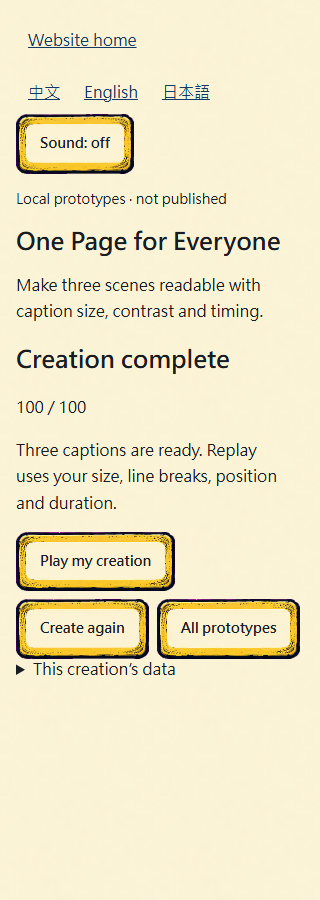 Website home
中文 English 日本語
Sound: off
Local prototypes · not published
One Page for Everyone
Make three scenes readable with
caption size, contrast and timing.
Creation complete
100 / 100
Three captions are ready. Replay
uses your size, line breaks, position
and duration.
Play my creation
Create again All prototypes
This creation's data